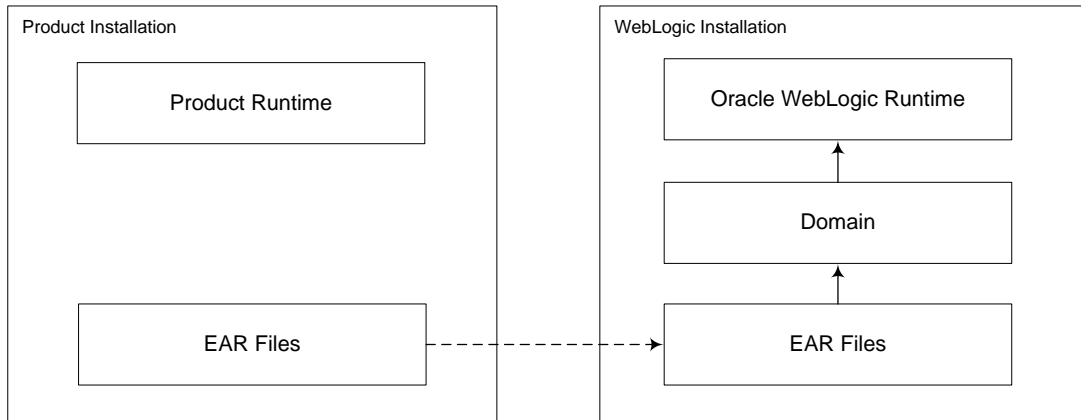 Product Installation
Product Runtime
EAR Files
WebLogic Installation
Oracle WebLogic Runtime
Domain
EAR Files